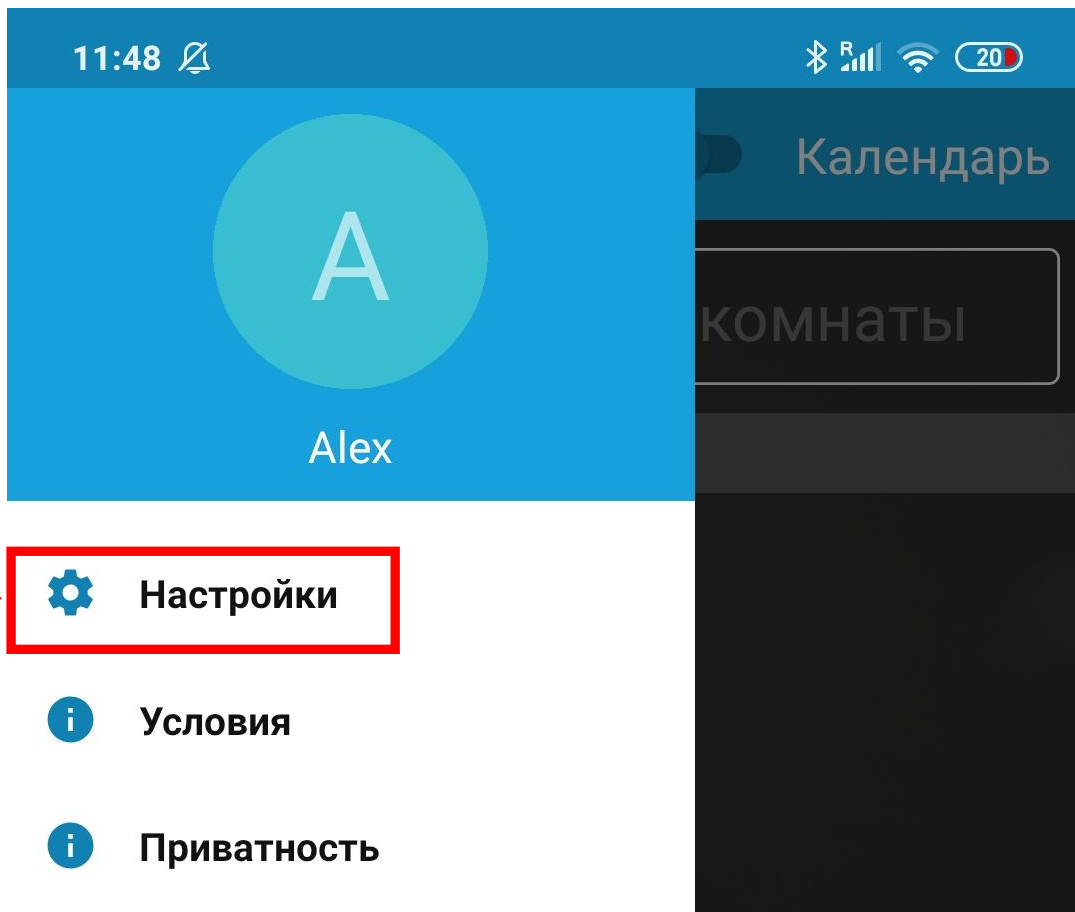 11:48
R
20
Календарь
A
комнаты
Alex
Настройки
Условия
Приватность